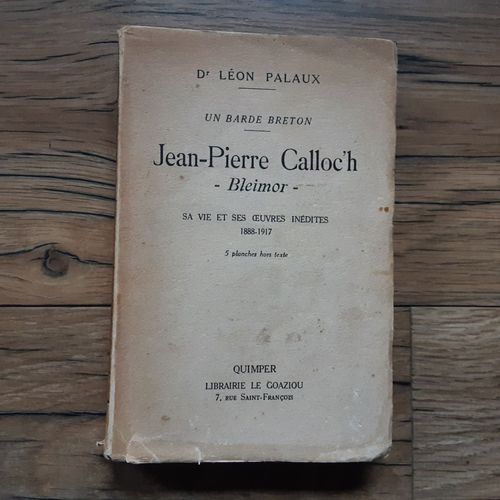 Dr LÉON PALAUX
UN BARDE BRETON
Jean-Pierre Calloc'h
- Bleimor -
SA VIE ET SES ŒUVRES INÉDITES
1888-1917
5 planches hors texte
QUIMPER
LIBRAIRIE LE GOAZIOU
7, RUE SAINT-FRANÇOIS